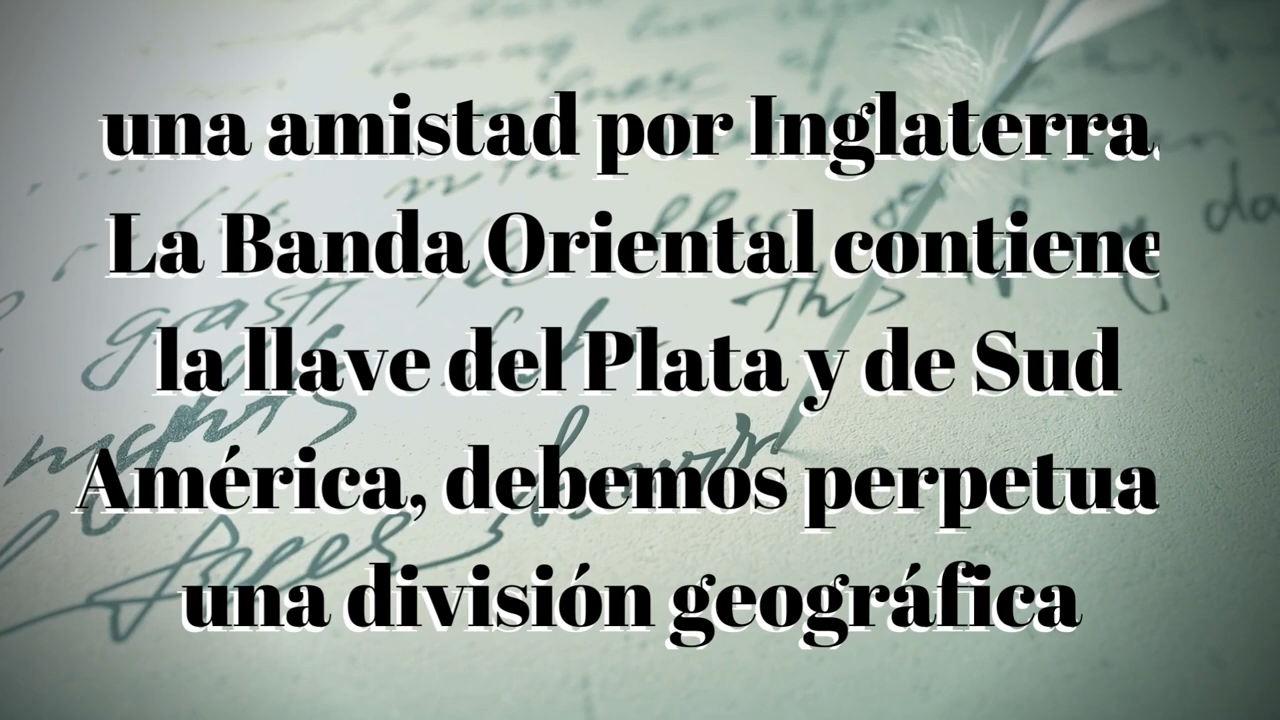 una amistad por Inglaterra.
La Banda Oriental contiene
la llave del Plata y de Sud
América, debemos perpetua
una división geográfica